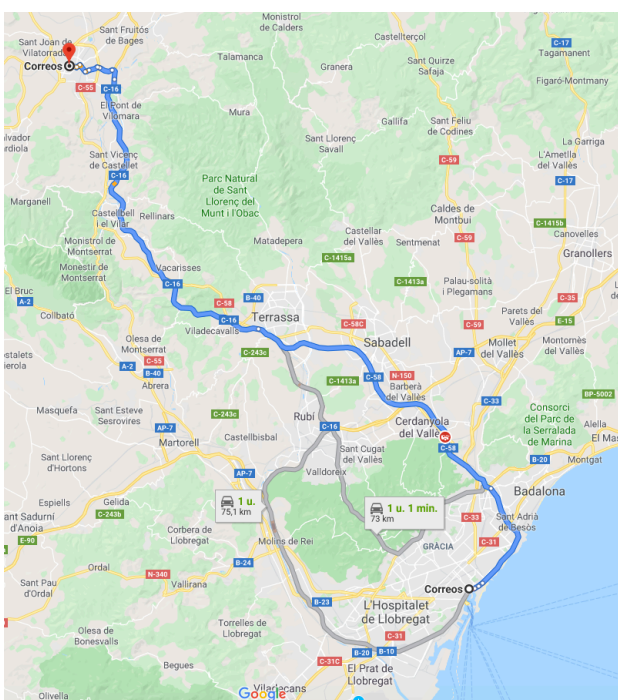 Monistrol
de Calders
Sant Fruitós
de Bages
Castellterçol
C-17
Sant Joan de
Vilatorrada
Talamanca
Granera
Sant Quirze
Safaja
Tagamanent
Correos
C-16
C-55
Figaró-Montmany
El Pont de
Vilomara
Mura
Gallifa
Sant Feliu
de Codines
La Garriga
Sant Llorenç
Savall
Sant Vicenç
de Castellet
C-16
C-59
L'Ametlla
del Vallès
C-17
Parc Natural
de Sant
Llorenç del
Munt i l'Obac
Marganell
Castellbell
i el Vilar
Rellinars
Caldes de
Montbui
C-1415b
Canovelles
Monistrol de
Montserrat
Matadepera
Castellar
del Vallès
Sentmenat
C-59
Granollers
Monestir de
Montserrat
Vacarisses
C-1415a
C-1413a
Palau-solità
i Plegamans
El Bruc
A-2
C-16
C-58
B-40
C-35
Collbató
C-16
Terrassa
Viladecavalls
C-58C
C-59
Parets del
Vallès
E-15
Olesa de
Montserrat
C-55
C-243c
Sabadell
AP-7
Mollet
del Vallès
Montornès
del Vallès
A-2
B-40
Abrera
C-58
N-150
C-1413a
Barberà
del Vallès
C-33
BP-5002
Masquefa
Sant Esteve
Sesrovires
C-243c
Rubí
C-16
Cerdanyola
del Vallès
Consorci
del Parc de
la Serralada
de Marina
Alella
AP-7
Martorell
Castellbisbal
Sant Cugat
del Vallès
C-58
B-20
Montgat
Sant Llorenç
d'Hortons
AP-7
Valldoreix
Badalona
Espiells
Gelida
1 u.
75,1 km
1 u. 1 min.
73 km
C-243b
C-33
Sant Adrià
de Besòs
Corbera de
Llobregat
E-90
Molins de Rei
GRÀCIA
C-31
Ordal
N-340
Vallirana
B-24
Correos
B-23
L'Hospitalet
de Llobregat
Torrelles de
Llobregat
C-31
Olesa de
Bonesvalls
B-20
B-10
C-31C
Begues
El Prat de
Llobregat
Olivella
Google